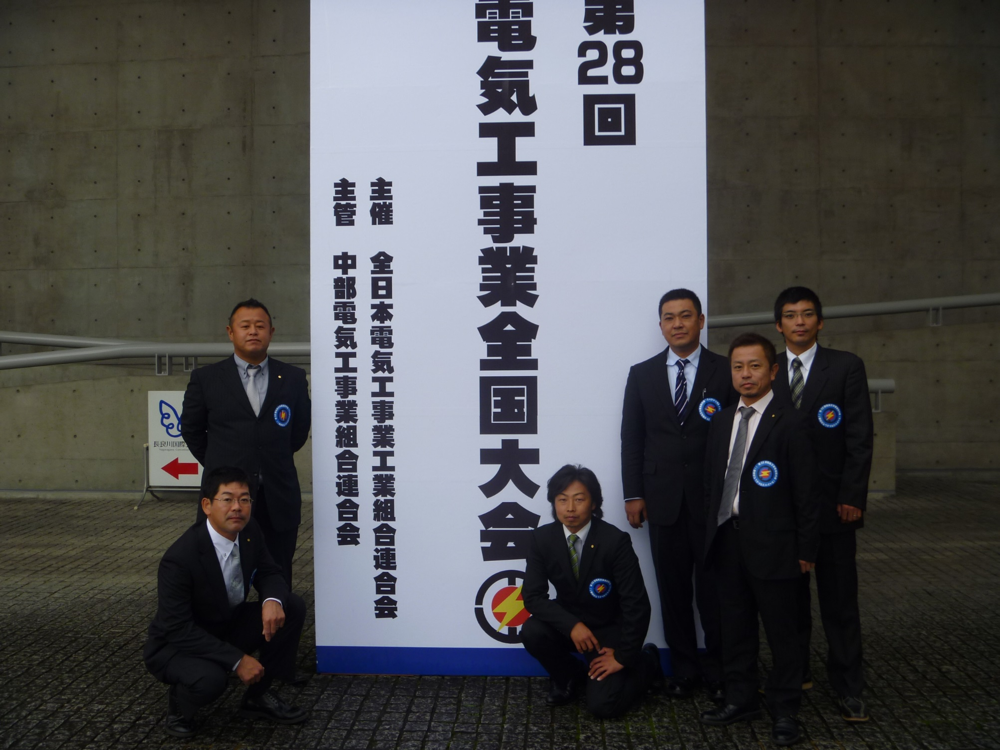 第28回
電気工事業全国大会
主催 全日本電気工事業工業組合連合会
主管 中部電気工事業組合連合会
長良川国際
Nagaragawa Convention